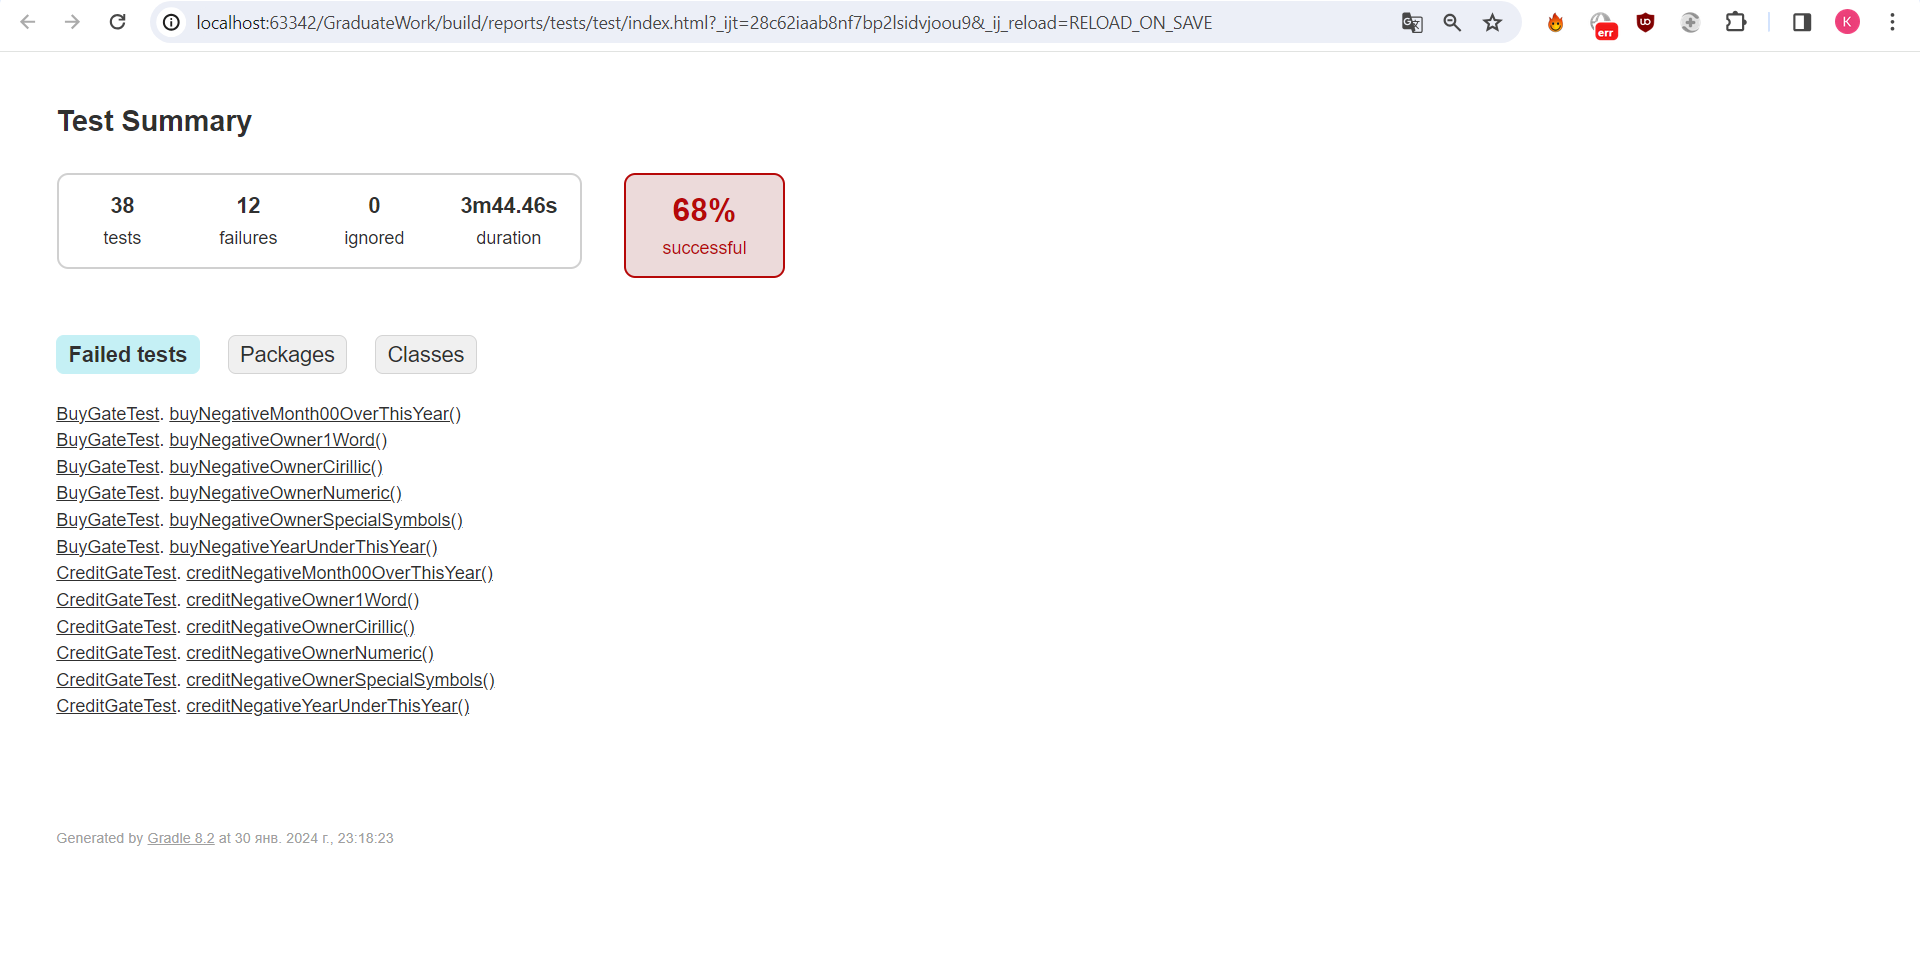 localhost:63342/GraduateWork/build/reports/tests/test/index.html?_ijt=28c62iaab8nf7bp2lsidvjoou9&_ij_reload=RELOAD_ON_SAVE
err
K
Test Summary
38 12 0 3m44.46s
tests failures ignored duration
68%
successful
Failed tests Packages Classes
BuyGateTest. buyNegativeMonth00OverThisYear()
BuyGateTest. buyNegativeOwner1Word()
BuyGateTest. buyNegativeOwnerCirillic()
BuyGateTest. buyNegativeOwnerNumeric()
BuyGateTest. buyNegativeOwnerSpecialSymbols()
BuyGateTest. buyNegativeYearUnderThisYear()
CreditGateTest. creditNegativeMonth00OverThisYear()
CreditGateTest. creditNegativeOwner1Word()
CreditGateTest. creditNegativeOwnerCirillic()
CreditGateTest. creditNegativeOwnerNumeric()
CreditGateTest. creditNegativeOwnerSpecialSymbols()
CreditGateTest. creditNegativeYearUnderThisYear()
Generated by Gradle 8.2 at 30 янв. 2024 г., 23:18:23